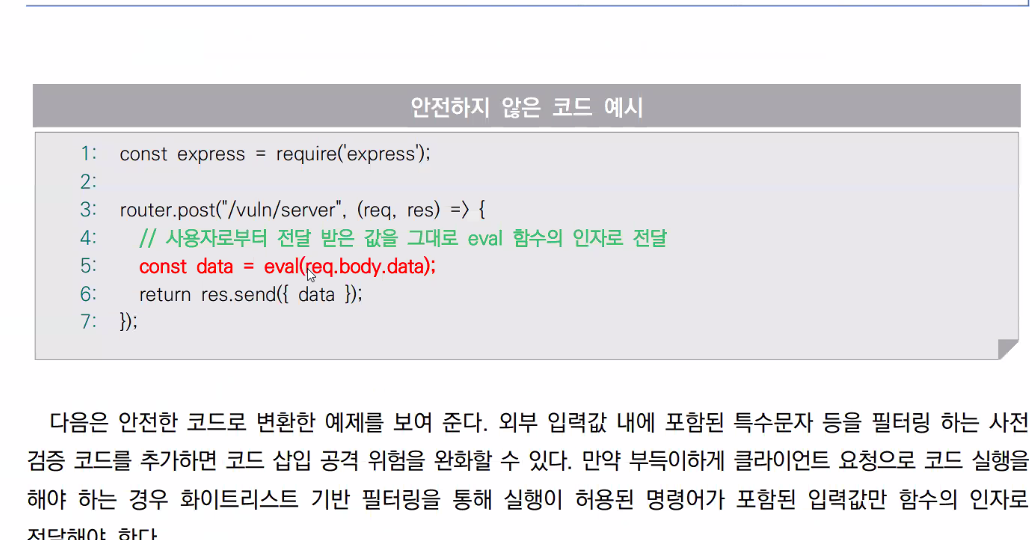 안전하지 않은 코드 예시
1: const express = require('express');
2:
3: router.post("/vuln/server", (req, res) => {
4: // 사용자로부터 전달 받은 값을 그대로 eval 함수의 인자로 전달
5: const data = eval(req.body.data);
6: return res.send({ data });
7: });
다음은 안전한 코드로 변환한 예제를 보여 준다. 외부 입력값 내에 포함된 특수문자 등을 필터링 하는 사전
검증 코드를 추가하면 코드 삽입 공격 위험을 완화할 수 있다. 만약 부득이하게 클라이언트 요청으로 코드 실행을
해야 하는 경우 화이트리스트 기반 필터링을 통해 실행이 허용된 명령어가 포함된 입력값만 함수의 인자로
전달해야 한다.